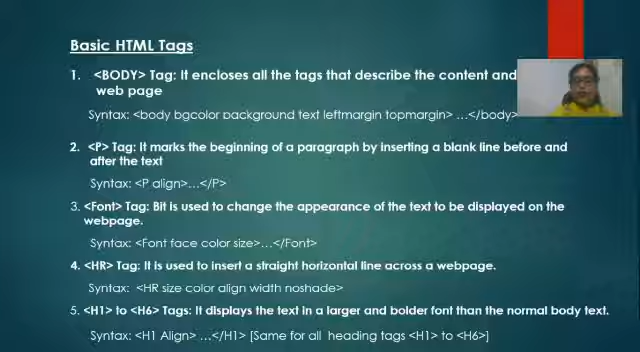 Basic HTML Tags
1. <BODY> Tag: It encloses all the tags that describe the content and
web page
Syntax: <body bgcolor background text leftmargin topmargin> ...</body>
2. <P> Tag: It marks the beginning of a paragraph by inserting a blank line before and
after the text
Syntax: <P align>...</P>
3. <Font> Tag: Bit is used to change the appearance of the text to be displayed on the
webpage.
Syntax: <Font face color size>...</Font>
4. <HR> Tag: It is used to insert a straight horizontal line across a webpage.
Syntax: <HR size color align width noshade>
5. <H1> to <H6> Tags: It displays the text in a larger and bolder font than the normal body text.
Syntax: <H1 Align> ...</H1> [Same for all heading tags <H1> to <H6>]